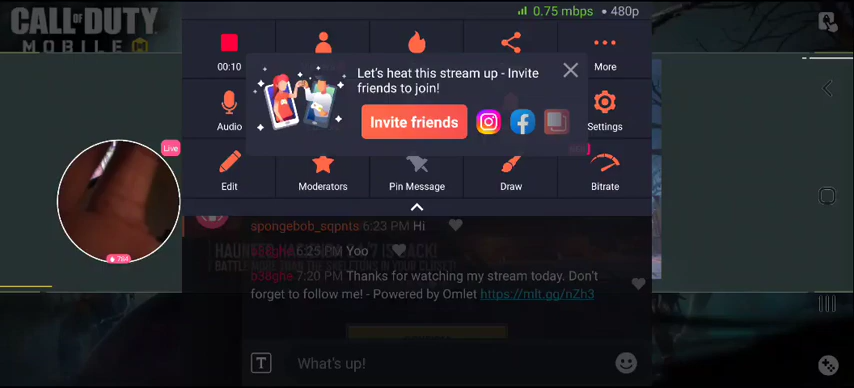 CALL OF DUTY
MOBILE
0.75 mbps • 480p
00:10
More
Let's heat this stream up - Invite
friends to join!
Invite friends
Audio
Settings
Live
Edit
Moderators
Pin Message
Draw
Bitrate
spongebob_sqpnts 6:23 PM Hi
6:25 PM Yoo
7:20 PM Thanks for watching my stream today. Don't
forget to follow me! - Powered by Omlet https://mlt.gg/nZh3
T What's up!